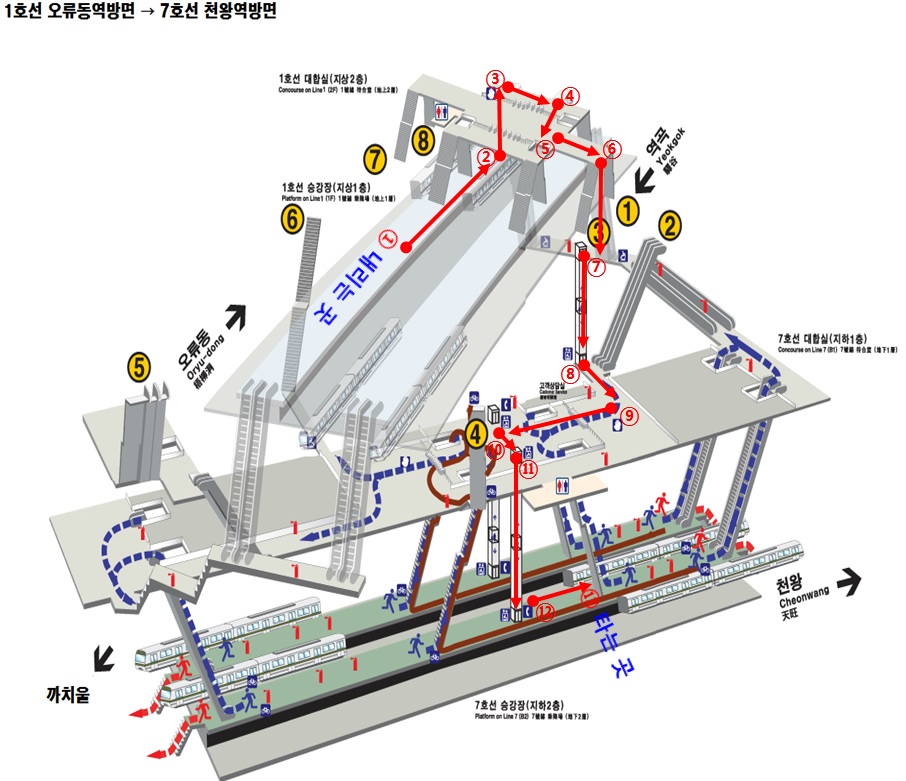 1호선 오류동역방면 → 7호선 천왕역방면
1호선 대합실(지상2층)
Concourse on Line1 (2F) 1號線 待合室 (地上2層)
③
④
⑧
⑦
②
⑤
⑥
역곡
Yeokgok
驛谷
1호선 승강장(지상1층)
Platform on Line1 (1F) 1號線 乘降場 (地上1層)
6
1
2
3
①
내리는 곳
⑦
오류동
Oryu-dong
梧柳洞
7호선 대합실(지하1층)
Concourse on Line 7 (B1) 7號線 待合室 (地下1層)
5
⑧
고객상담실
⑨
4
⑩
⑪
천왕
Cheonwang
天旺
⑫
타는 곳
까치울
7호선 승강장(지하2층)
Platform on Line 7 (B2) 7號線 乘降場 (地下2層)